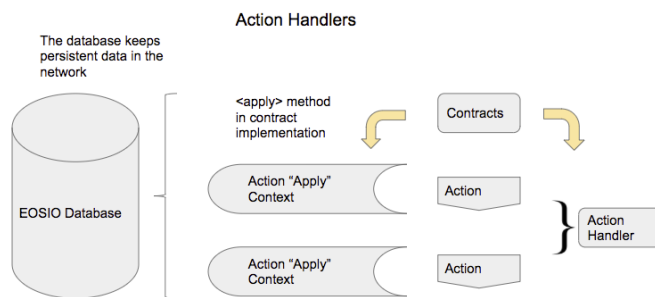 Action Handlers
The database keeps
persistent data in the
network
<apply> method
in contract
implementation
Contracts
EOSIO Database
Action “Apply”
Context
Action
Action
Handler
Action “Apply”
Context
Action